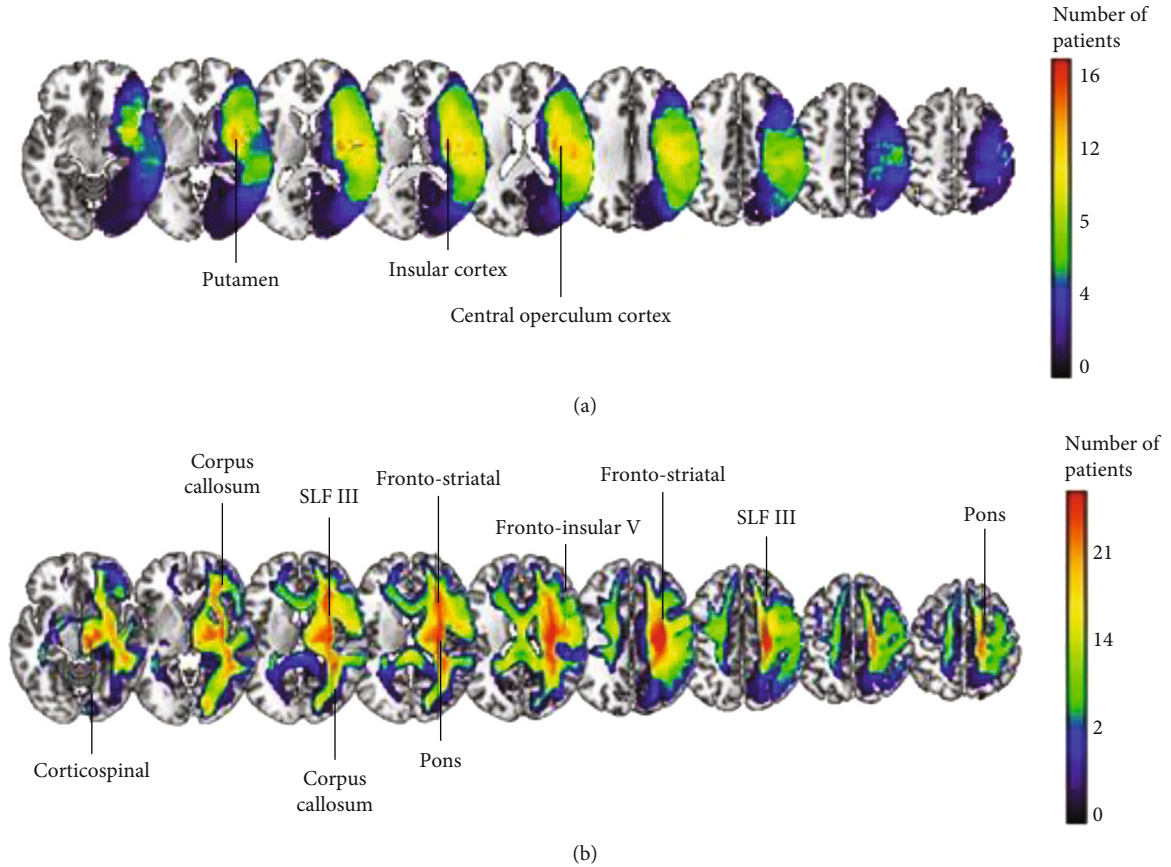 Number of
patients
16
12
5
4
0
Putamen
Insular cortex
Central operculum cortex
(a)
Number of
patients
21
14
2
0
Corpus
callosum
SLF III
Fronto-striatal
Fronto-insular V
Fronto-striatal
SLF III
Pons
Corticospinal
Corpus
callosum
Pons
(b)